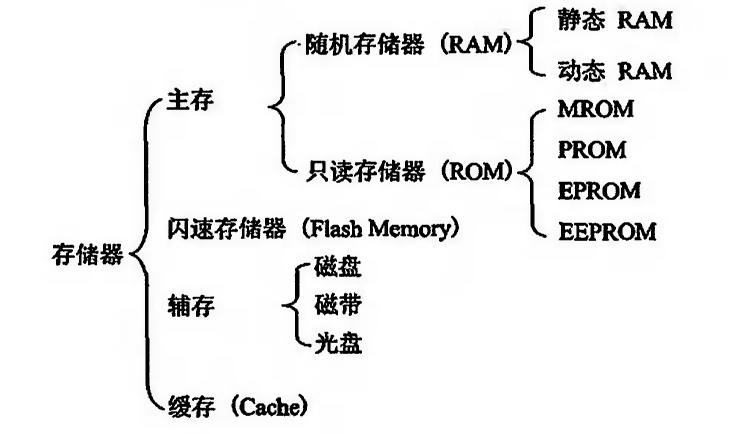 静态 RAM
随机存储器（RAM）
动态 RAM
主存
MROM
PROM
只读存储器（ROM）
EPROM
闪速存储器（Flash Memory）
EEPROM
存储器
磁盘
辅存
磁带
光盘
缓存（Cache）